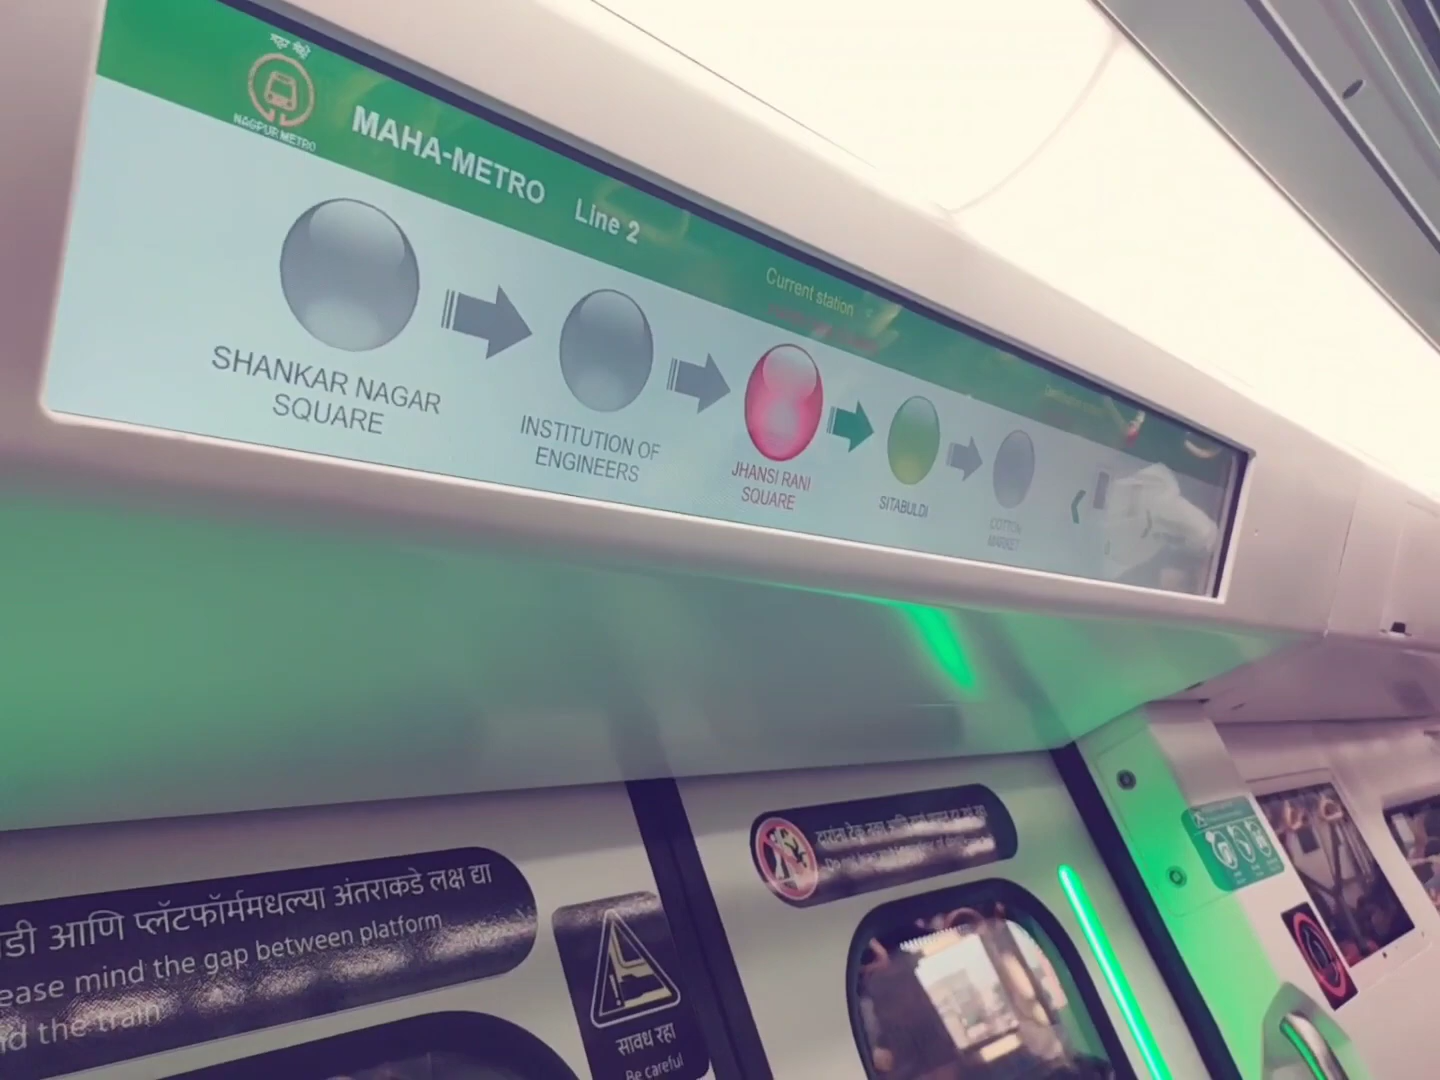 महा मेट्रो
NAGPUR METRO
MAHA-METRO Line 2
Current station
SHANKAR NAGAR
SQUARE
INSTITUTION OF
ENGINEERS
JHANSI RANI
SQUARE
SITABULDI
COTTON
MARKET
डी आणि प्लॅटफॉर्ममधल्या अंतराकडे लक्ष द्या
ease mind the gap between platform
nd the train
सावध रहा
Be careful